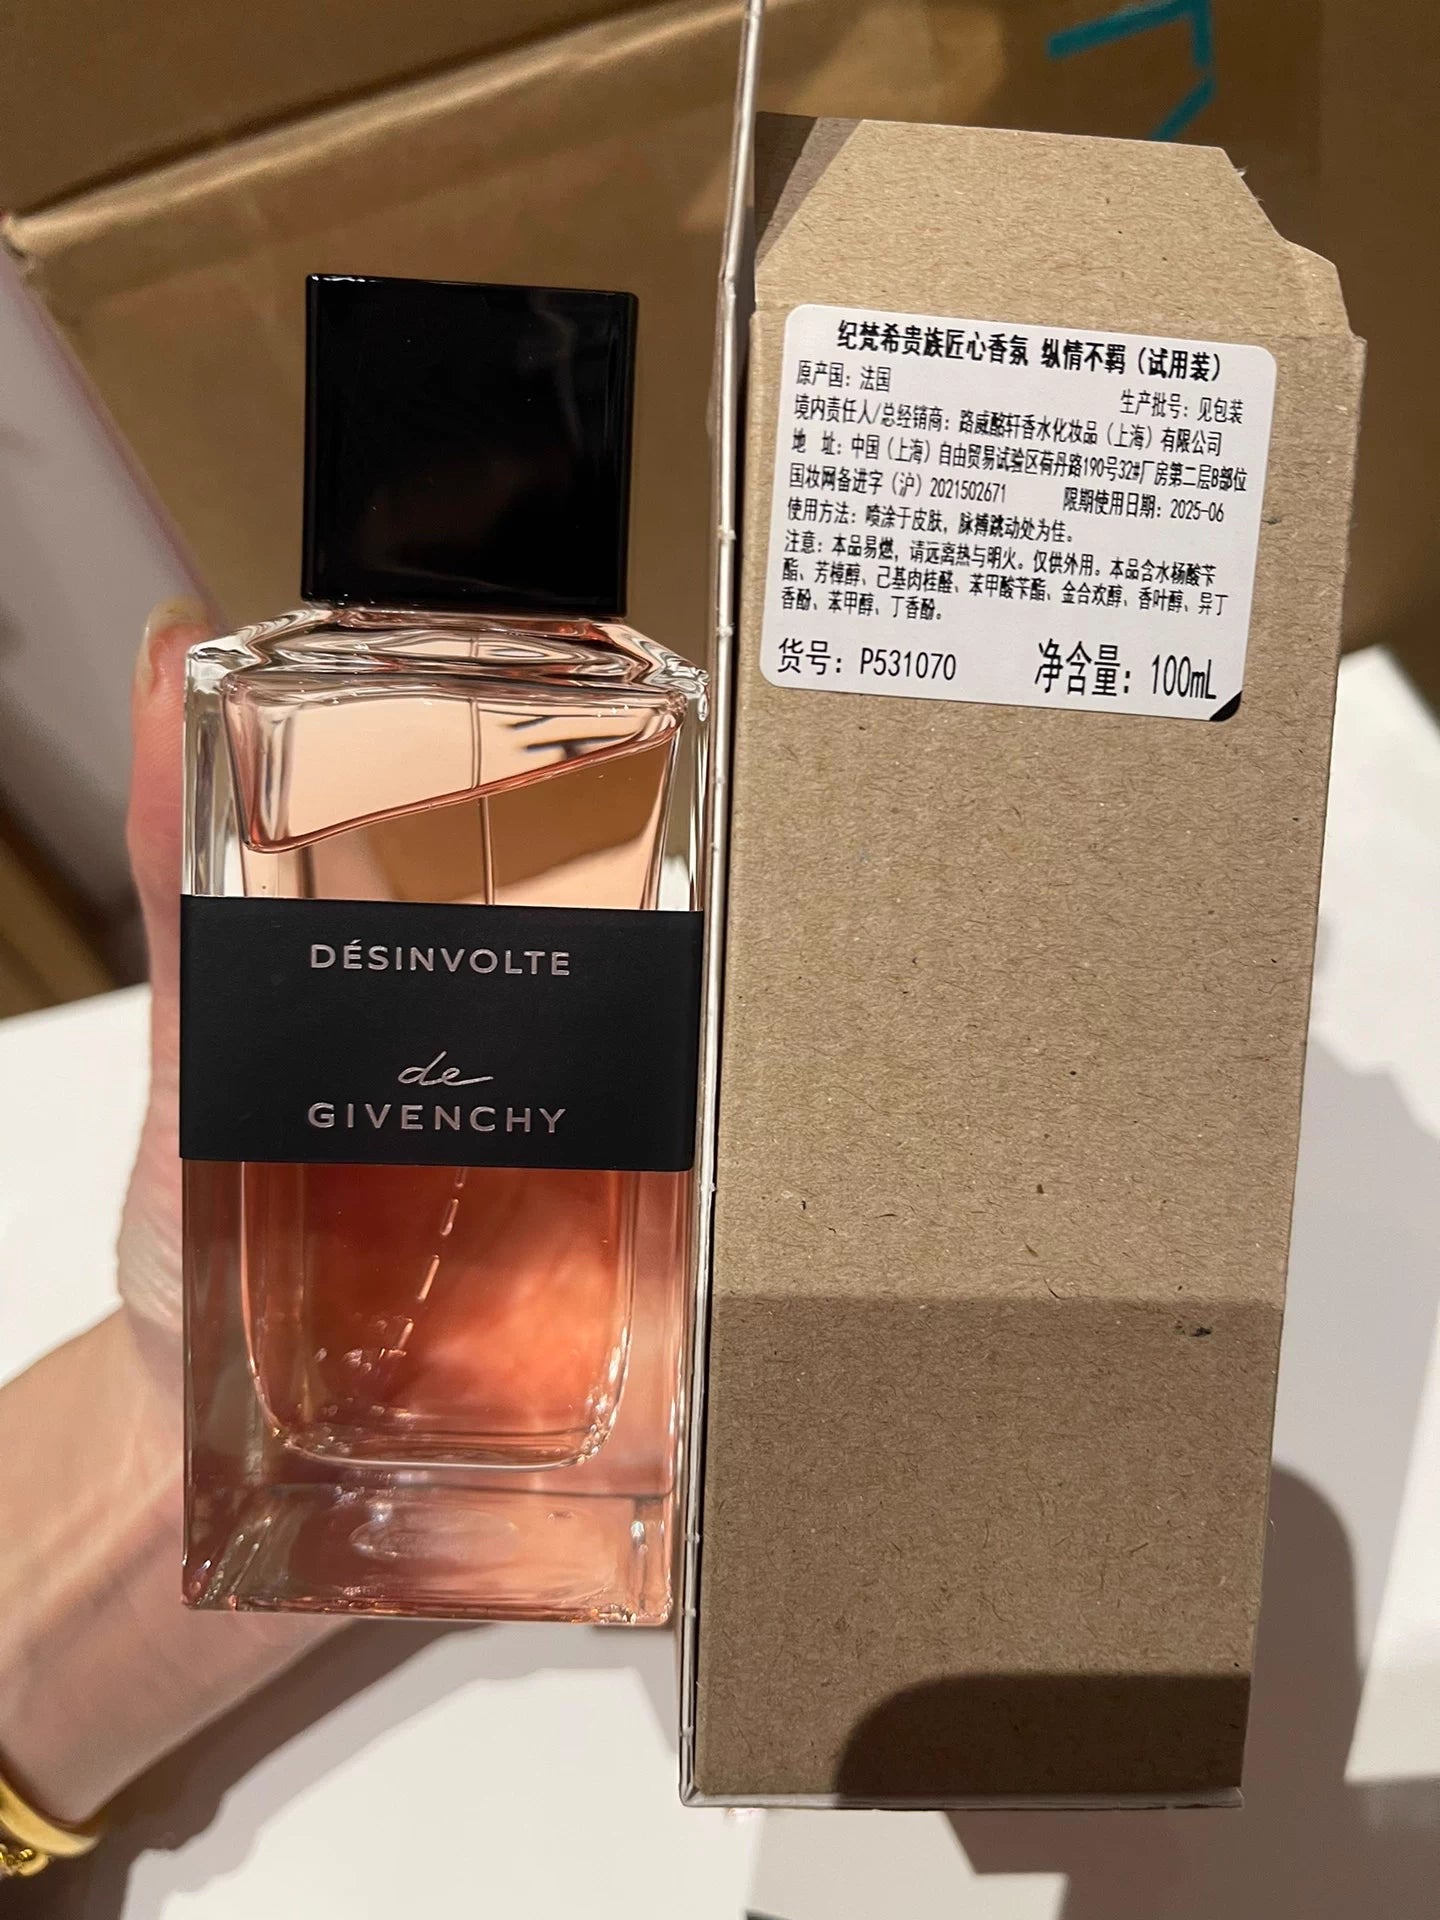 DÉSINVOLTE
de
GIVENCHY
纪梵希贵族匠心香氛 纵情不羁（试用装）
原产国：法国 生产批号：见包装
境内责任人/总经销商：路威酩轩香水化妆品（上海）有限公司
地 址：中国（上海）自由贸易试验区荷丹路190号32#厂房第二层B部位
国妆网备进字（沪）2021502671 限期使用日期：2025-06
使用方法：喷涂于皮肤，脉搏跳动处为佳。
注意：本品易燃，请远离热与明火。仅供外用。本品含水杨酸苄
酯、芳樟醇、己基肉桂醛、苯甲酸苄酯、金合欢醇、香叶醇、异丁
香酚、苯甲醇、丁香酚。
货号：P531070 净含量：100mL